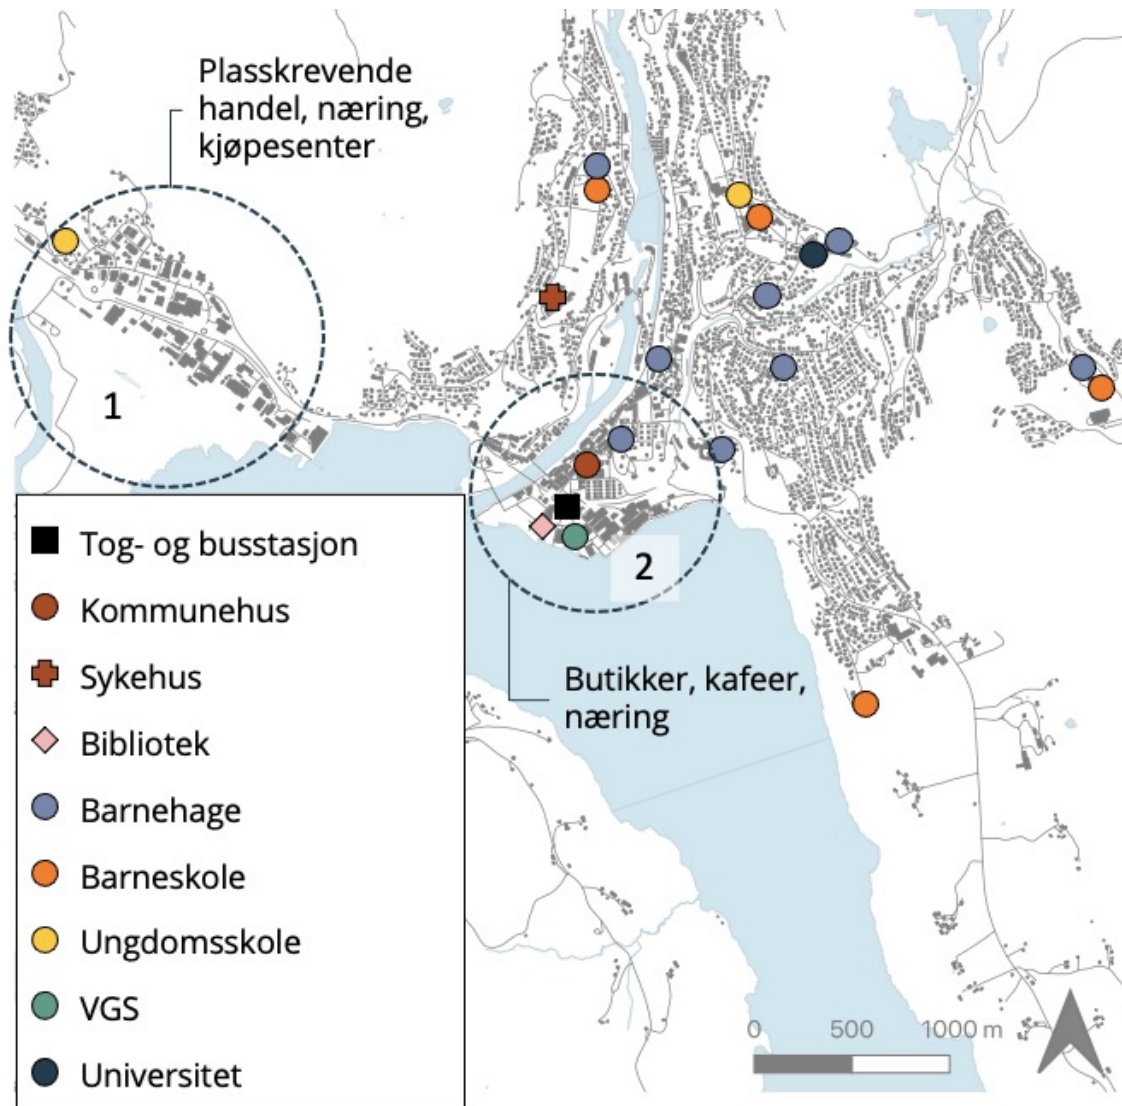 Plasskrevende
handel, næring,
kjøpesenter
1
2
Butikker, kafeer,
næring
Tog- og busstasjon
Kommunehus
Sykehus
Bibliotek
Barnehage
Barneskole
Ungdomsskole
VGS
Universitet
0 500 1000 m